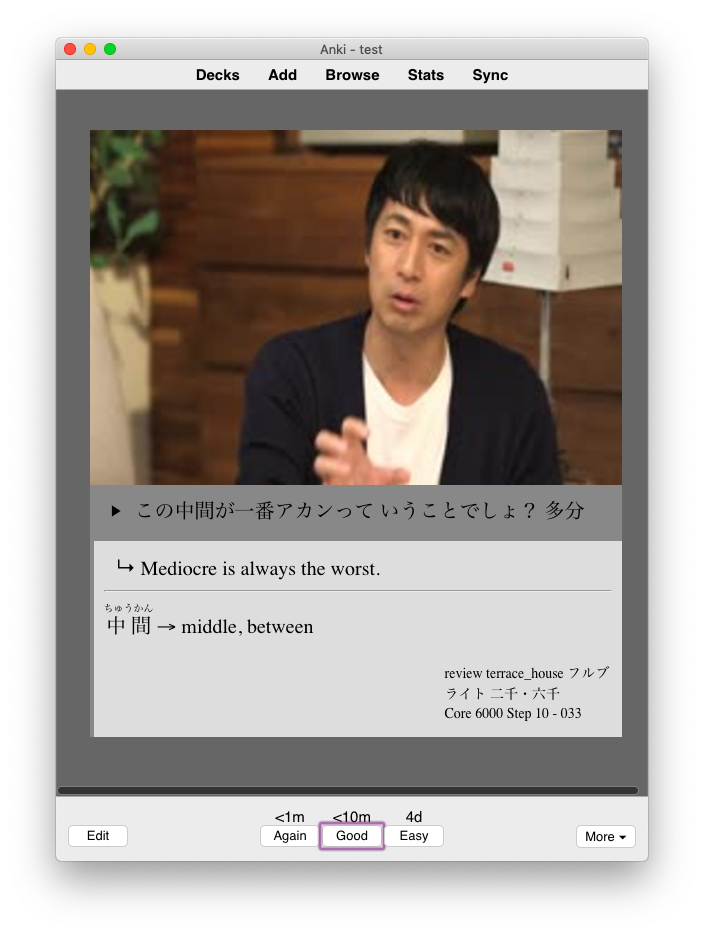 Anki - test
Decks Add Browse Stats Sync
▶ この中間が一番アカンって いうことでしょ？ 多分
↳ Mediocre is always the worst.
ちゅうかん
中間 → middle, between
review terrace_house フルブ
ライト 二千・六千
Core 6000 Step 10 - 033
<1m <10m 4d
Edit Again Good Easy More